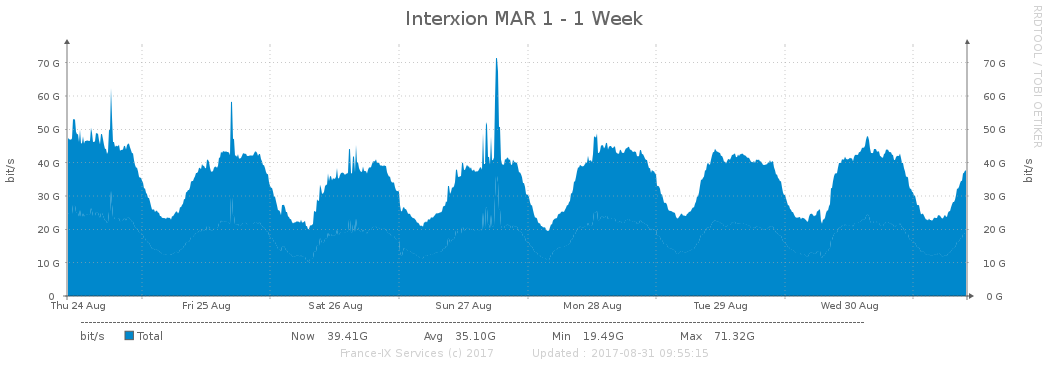 Interxion MAR 1 - 1 Week
RRDTOOL / TOBI OETIKER
bit/s
70 G 70 G
60 G 60 G
50 G 50 G
40 G 40 G
30 G 30 G
20 G 20 G
10 G 10 G
0 0 G
bit/s
Thu 24 Aug Fri 25 Aug Sat 26 Aug Sun 27 Aug Mon 28 Aug Tue 29 Aug Wed 30 Aug
bit/s Total Now 39.41G Avg 35.10G Min 19.49G Max 71.32G
France-IX Services (c) 2017 Updated : 2017-08-31 09:55:15